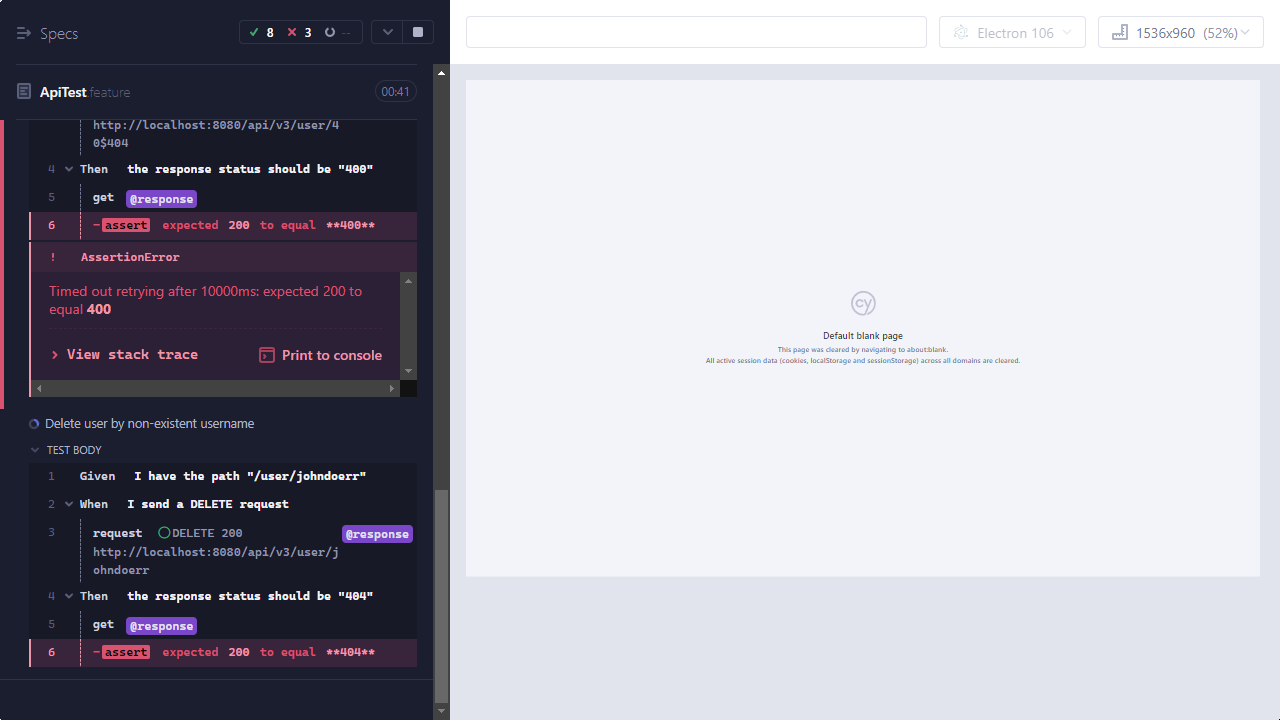 Specs
8
3
--
Electron 106
1536x960 (52%)
ApiTest.feature
00:41
http://localhost:8080/api/v3/user/4
0$404
4 Then the response status should be "400"
5 get @response
6 -assert expected 200 to equal **400**
! AssertionError
Timed out retrying after 10000ms: expected 200 to
equal 400
View stack trace
Print to console
Delete user by non-existent username
TEST BODY
1 Given I have the path "/user/johndoerr"
2 When I send a DELETE request
3 request DELETE 200 @response
http://localhost:8080/api/v3/user/j
ohndoerr
4 Then the response status should be "404"
5 get @response
6 -assert expected 200 to equal **404**
cy
Default blank page
This page was cleared by navigating to about:blank.
All active session data (cookies, localStorage and sessionStorage) across all domains are cleared.